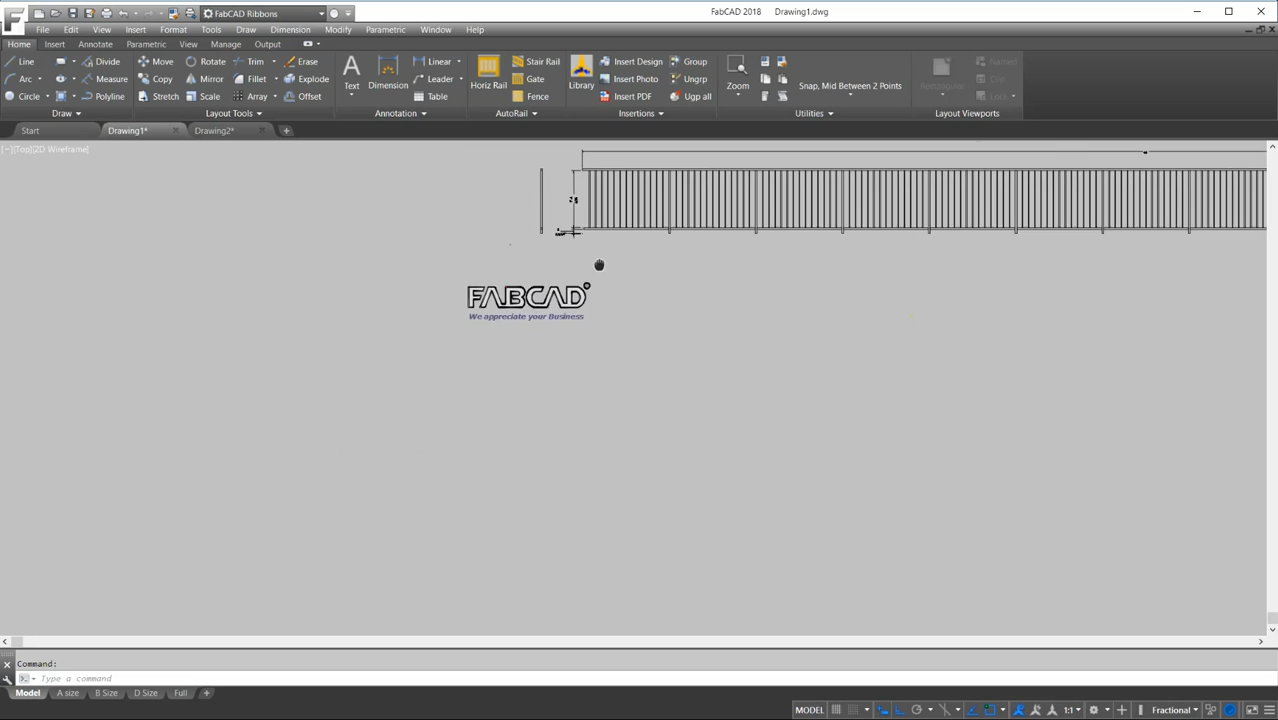 FabCAD Ribbons
FabCAD 2018 Drawing1.dwg
File Edit View Insert Format Tools Draw Dimension Modify Parametric Window Help
Home Insert Annotate Parametric View Manage Output
Line Divide Move Rotate Trim Erase Linear Stair Rail Insert Design Group Named
Arc Measure Copy Mirror Fillet Explode Text Dimension Leader Horiz Rail Gate Library Insert Photo Ungrp Zoom Snap, Mid Between 2 Points Rectangular Clip
Circle Polyline Stretch Scale Array Offset Table Fence Insert PDF Ugp all Lock
Draw Layout Tools Annotation AutoRail Insertions Utilities Layout Viewports
Start Drawing1* Drawing2*
[−][Top][2D Wireframe]
FABCAD®
We appreciate your Business
Command:
Type a command
Model A size B Size D Size Full
MODEL 1:1 Fractional